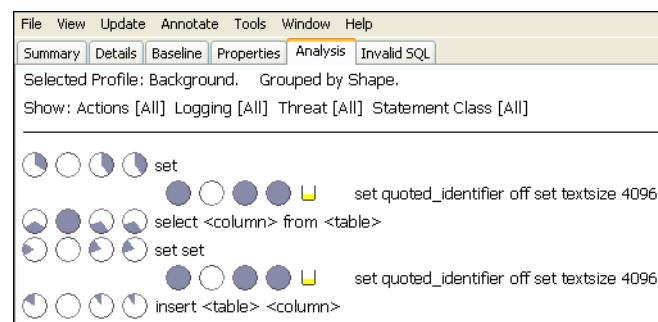 File View Update Annotate Tools Window Help
Summary Details Baseline Properties Analysis Invalid SQL
Selected Profile: Background. Grouped by Shape.
Show: Actions [All] Logging [All] Threat [All] Statement Class [All]
set
set quoted_identifier off set textsize 4096
select <column> from <table>
set set
set quoted_identifier off set textsize 4096
insert <table> <column>